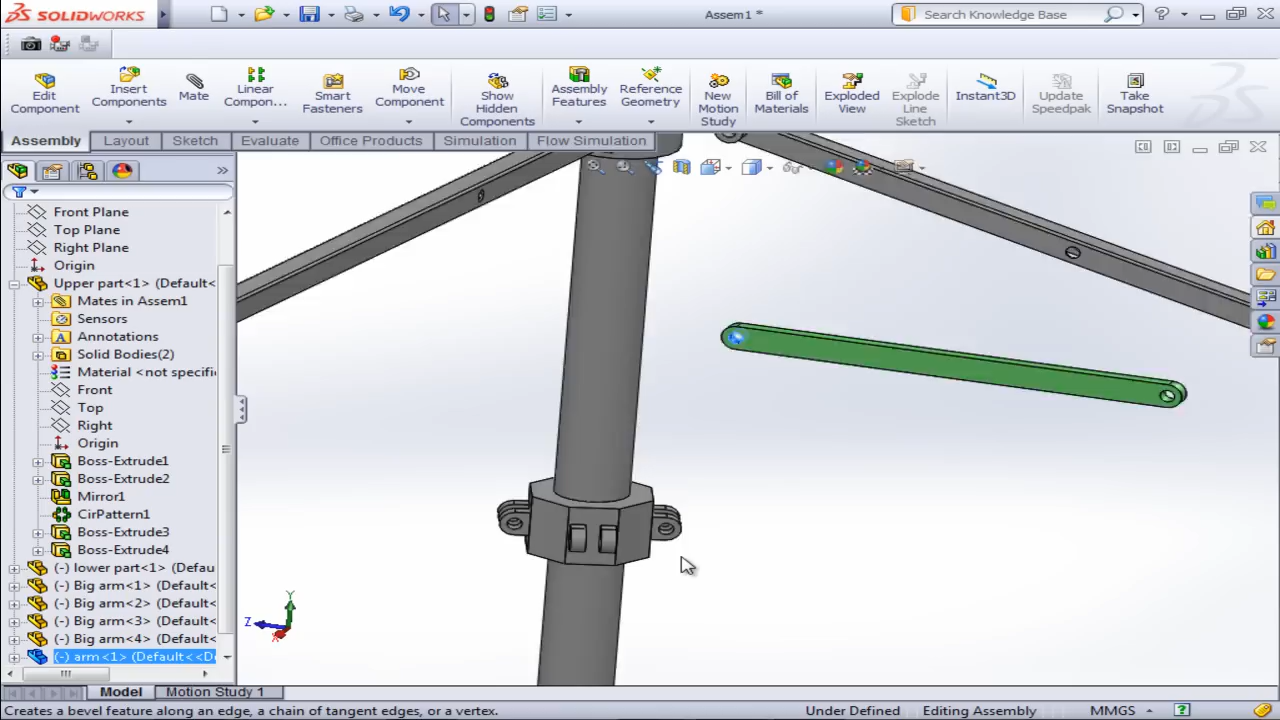 SOLIDWORKS
Assem1 *
Search Knowledge Base
Edit Component
Insert Components
Mate
Linear Compon...
Smart Fasteners
Move Component
Show Hidden Components
Assembly Features
Reference Geometry
New Motion Study
Bill of Materials
Exploded View
Explode Line Sketch
Instant3D
Update Speedpak
Take Snapshot
Assembly
Layout
Sketch
Evaluate
Office Products
Simulation
Flow Simulation
Front Plane
Top Plane
Right Plane
Origin
Upper part<1> (Default<
Mates in Assem1
Sensors
Annotations
Solid Bodies(2)
Material <not specifi
Front
Top
Right
Origin
Boss-Extrude1
Boss-Extrude2
Mirror1
CirPattern1
Boss-Extrude3
Boss-Extrude4
(-) lower part<1> (Defau
(-) Big arm<1> (Default<
(-) Big arm<2> (Default<
(-) Big arm<3> (Default<
(-) Big arm<4> (Default<
(-) arm<1> (Default<<De
Y
Z
X
Model
Motion Study 1
Creates a bevel feature along an edge, a chain of tangent edges, or a vertex.
Under Defined
Editing Assembly
MMGS